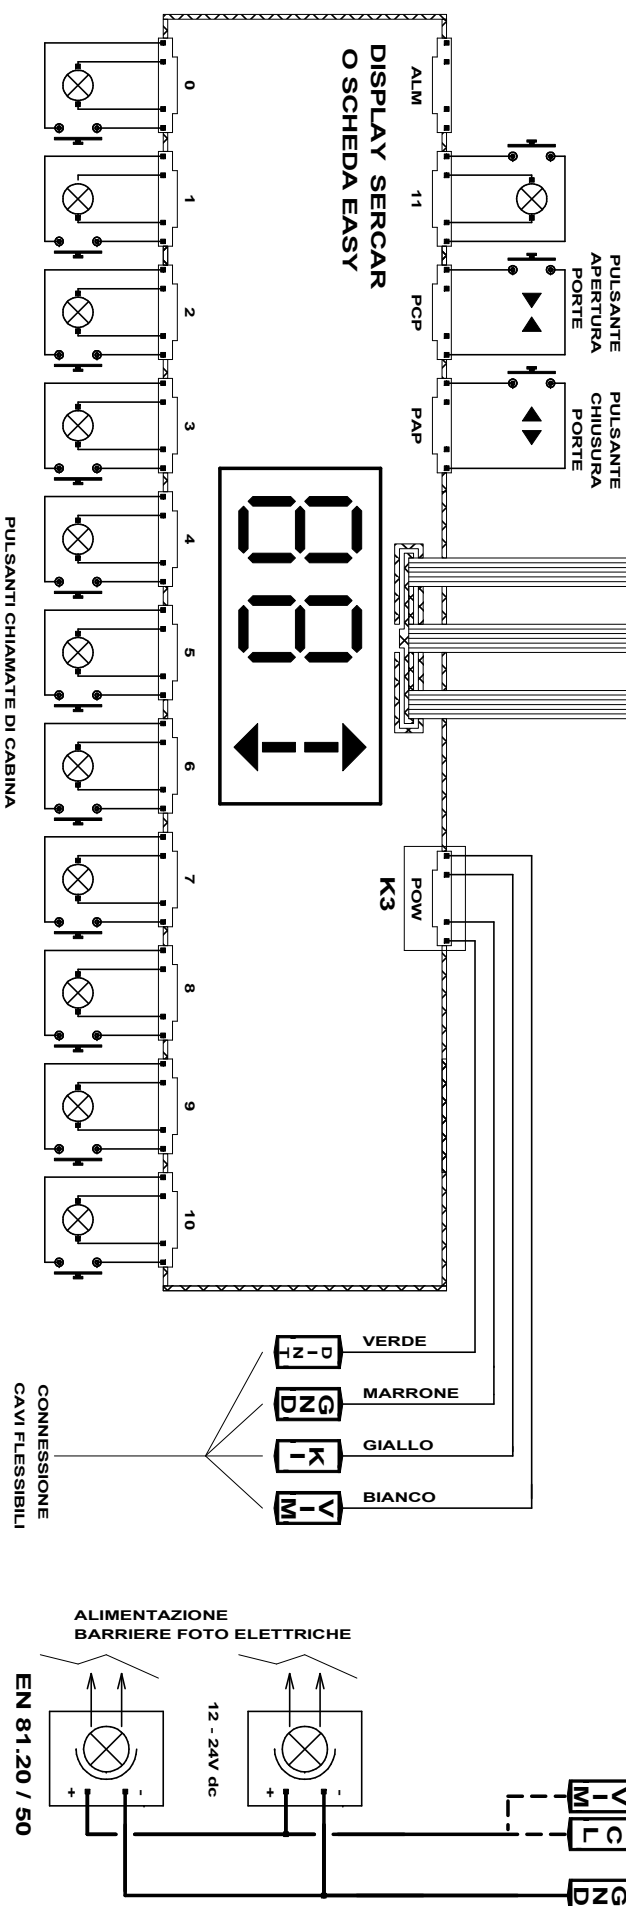 DISPLAY SERCAR
O SCHEDA EASY
ALM
11
PCP
PAP
PULSANTE
APERTURA
PORTE
PULSANTE
CHIUSURA
PORTE
0
1
2
3
4
5
6
7
8
9
10
PULSANTI CHIAMATE DI CABINA
POW
K3
DINT
VERDE
GND
MARRONE
KI
GIALLO
VIM
BIANCO
CONNESSIONE
CAVI FLESSIBILI
ALIMENTAZIONE
BARRIERE FOTO ELETTRICHE
12 - 24V dc
+ -
+ -
EN 81.20 / 50
VIM
CL
GND